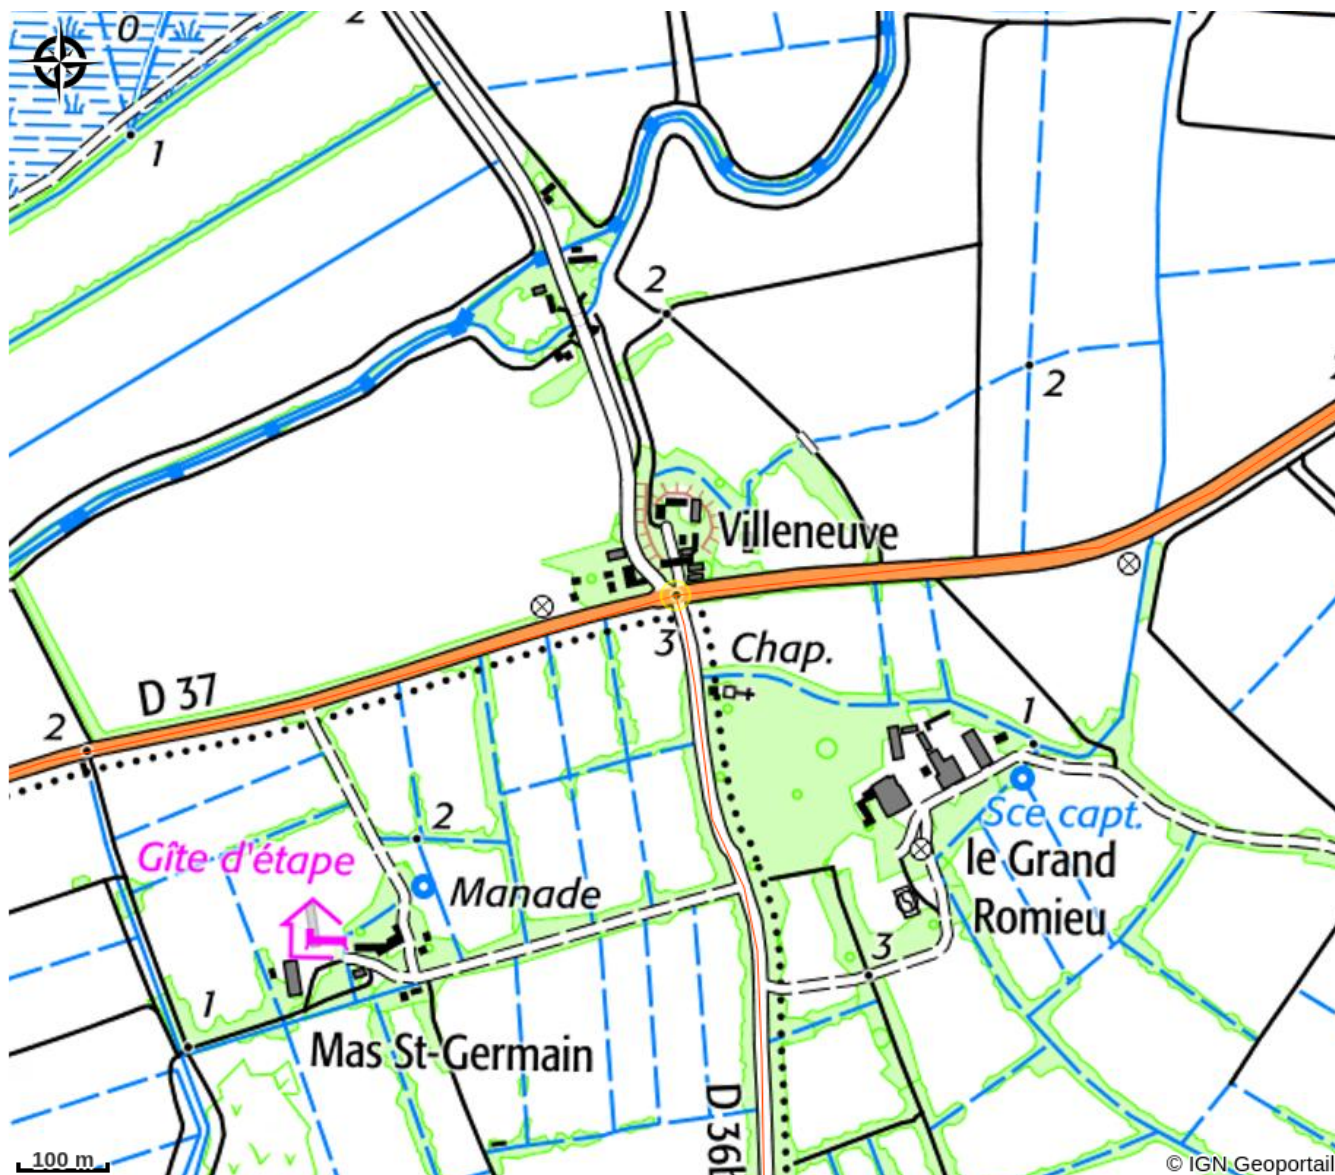 0
2
1
2
2
Villeneuve
3
Chap.
D 37
2
1
Sce capt.
2
Gîte d'étape
le Grand
Romieu
Manade
3
1
Mas St-Germain
100 m
© IGN Geoportail